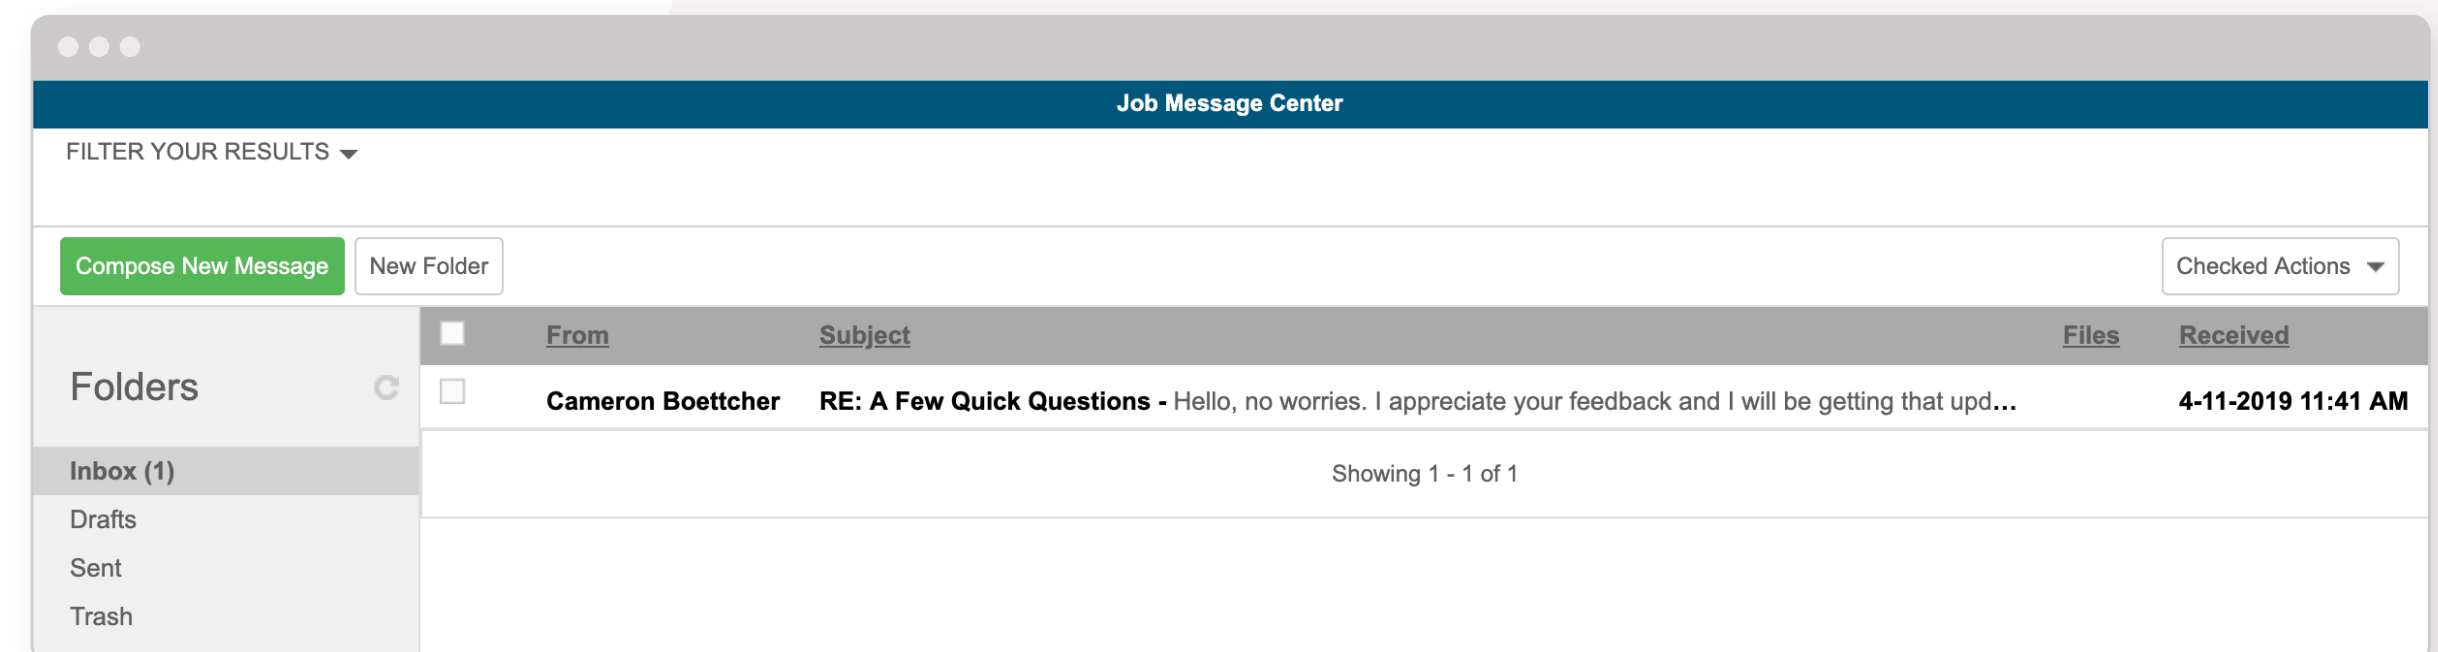 Job Message Center
FILTER YOUR RESULTS
Compose New Message New Folder Checked Actions
From Subject Files Received
Folders
Cameron Boettcher RE: A Few Quick Questions - Hello, no worries. I appreciate your feedback and I will be getting that upd... 4-11-2019 11:41 AM
Inbox (1)
Showing 1 - 1 of 1
Drafts
Sent
Trash